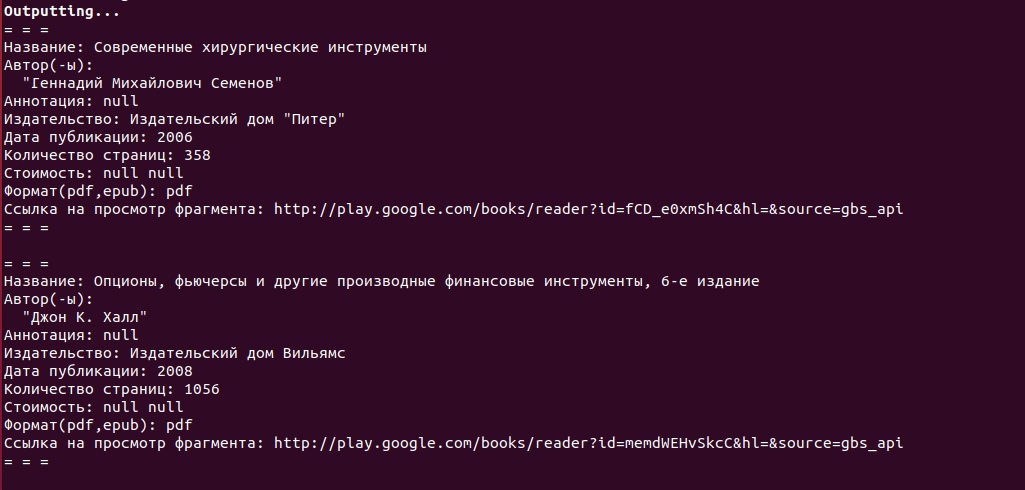 Outputting...
= = =
Название: Современные хирургические инструменты
Автор(-ы):
  "Геннадий Михайлович Семенов"
Аннотация: null
Издательство: Издательский дом "Питер"
Дата публикации: 2006
Количество страниц: 358
Стоимость: null null
Формат(pdf,epub): pdf
Ссылка на просмотр фрагмента: http://play.google.com/books/reader?id=fCD_e0xmSh4C&hl=&source=gbs_api
= = =

= = =
Название: Опционы, фьючерсы и другие производные финансовые инструменты, 6-е издание
Автор(-ы):
  "Джон К. Халл"
Аннотация: null
Издательство: Издательский дом Вильямс
Дата публикации: 2008
Количество страниц: 1056
Стоимость: null null
Формат(pdf,epub): pdf
Ссылка на просмотр фрагмента: http://play.google.com/books/reader?id=memdWEHvSkcC&hl=&source=gbs_api
= = =